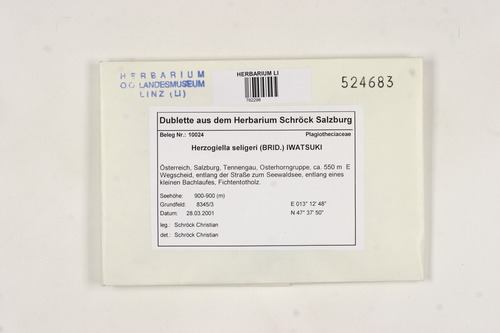 HERBARIUM
O.Ö. LANDESMUSEUM
LINZ (LI)
HERBARIUM LI
762298
524683
Dublette aus dem Herbarium Schröck Salzburg
Beleg Nr.: 10024 Plagiotheciaceae
Herzogiella seligeri (BRID.) IWATSUKI
Österreich, Salzburg, Tennengau, Osterhorngruppe, ca. 550 m E
Wegscheid, entlang der Straße zum Seewaldsee, entlang eines
kleinen Bachlaufes, Fichtentotholz.
Seehöhe: 900-900 (m)
Grundfeld: 8345/3 E 013° 12' 48"
Datum: 28.03.2001 N 47° 37' 50"
leg.: Schröck Christian
det.: Schröck Christian